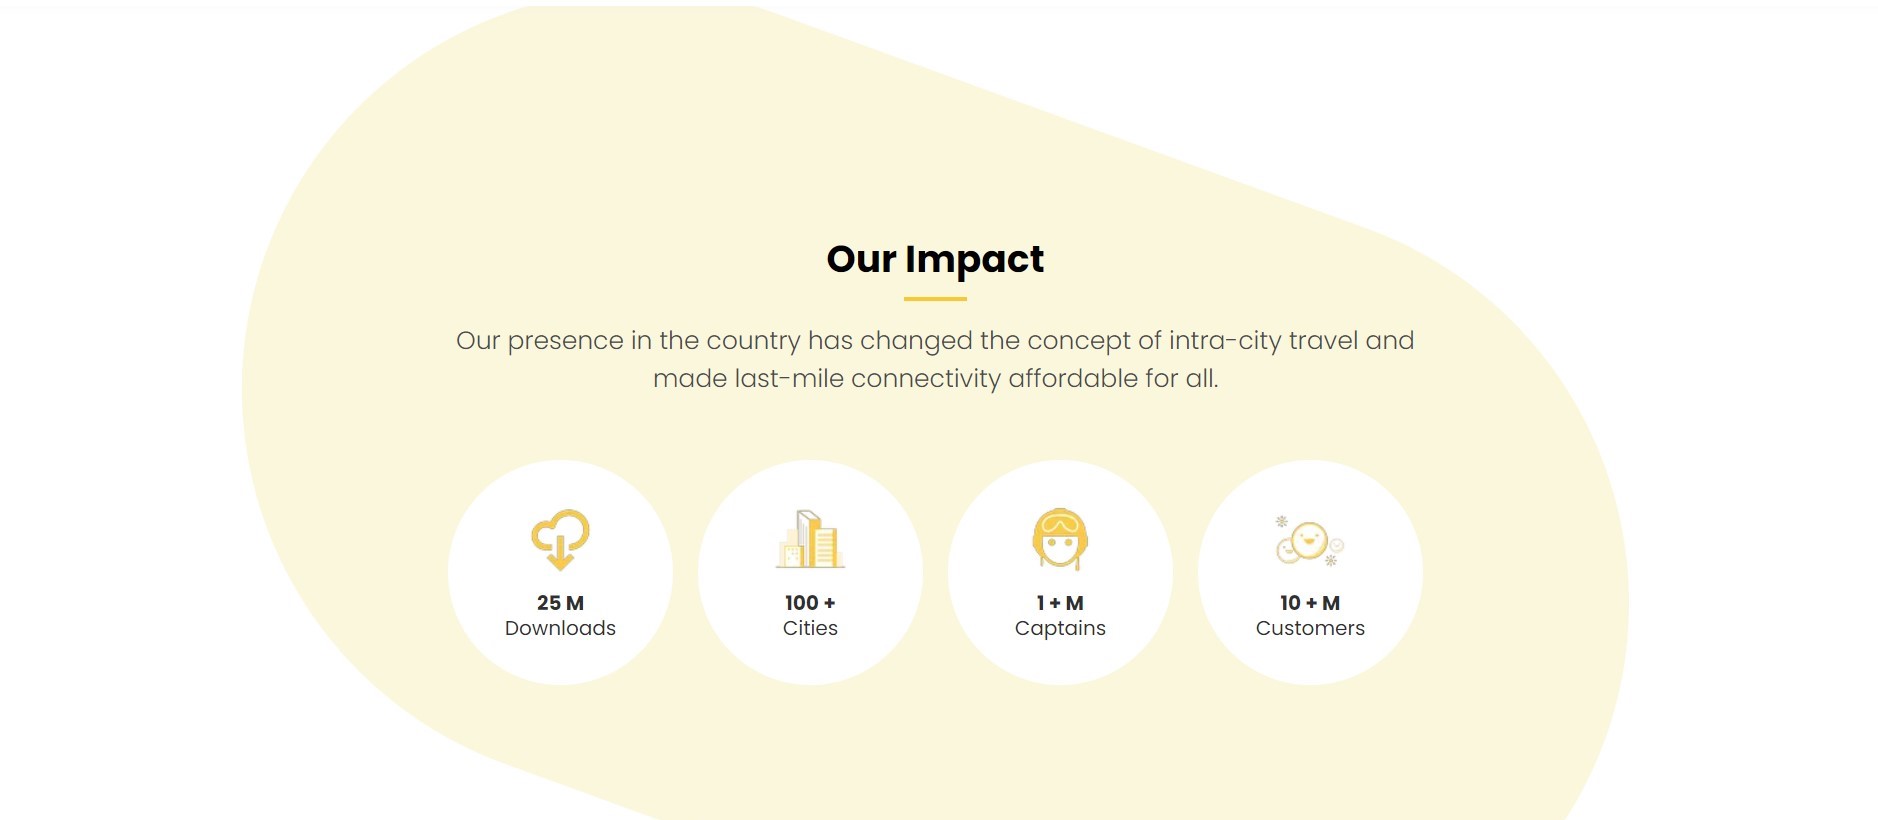 Our Impact
Our presence in the country has changed the concept of intra-city travel and
made last-mile connectivity affordable for all.
25 M
Downloads
100 +
Cities
1 + M
Captains
10 + M
Customers